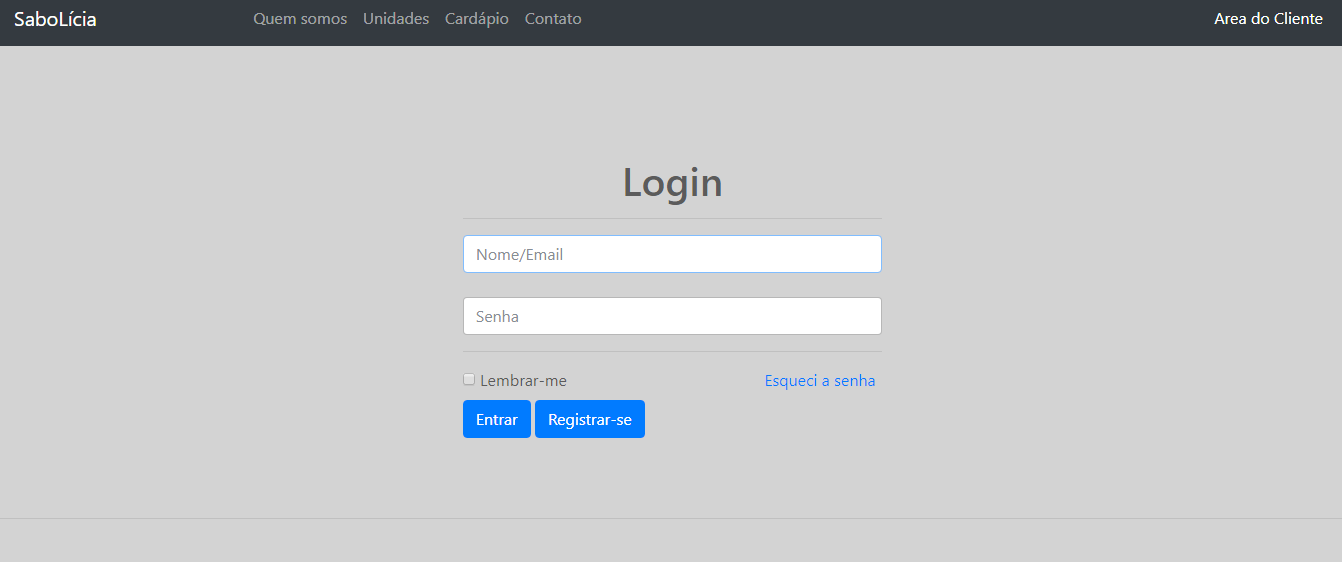 SaboLícia Quem somos Unidades Cardápio Contato Area do Cliente
Login
Nome/Email
Senha
Lembrar-me Esqueci a senha
Entrar Registrar-se